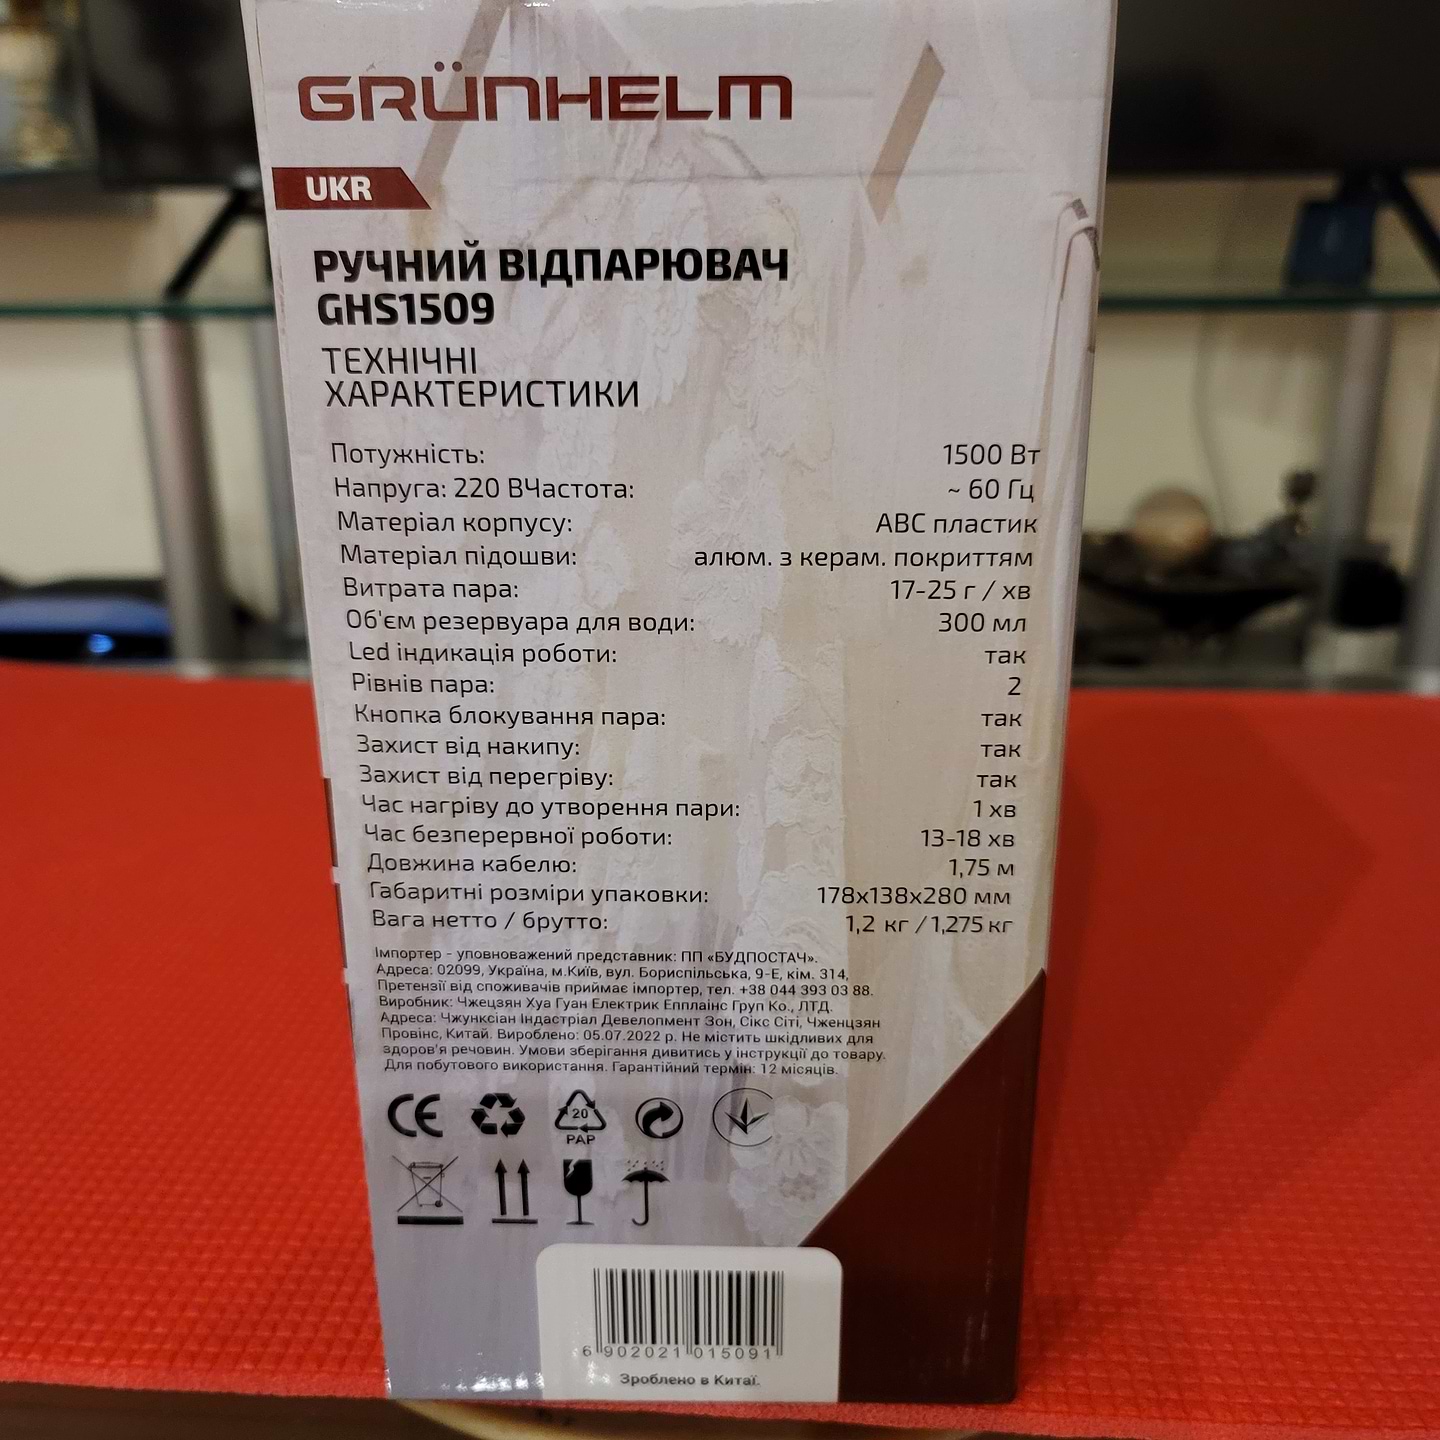 GRÜNHELM
UKR
РУЧНИЙ ВІДПАРЮВАЧ
GHS1509
ТЕХНІЧНІ
ХАРАКТЕРИСТИКИ
Потужність: 1500 Вт
Напруга: 220 ВЧастота: ~ 60 Гц
Матеріал корпусу: АВС пластик
Матеріал підошви: алюм. з керам. покриттям
Витрата пара: 17-25 г / хв
Об'єм резервуара для води: 300 мл
Led індикація роботи: так
Рівнів пара: 2
Кнопка блокування пара: так
Захист від накипу: так
Захист від перегріву: так
Час нагріву до утворення пари: 1 хв
Час безперервної роботи: 13-18 хв
Довжина кабелю: 1,75 м
Габаритні розміри упаковки: 178х138х280 мм
Вага нетто / брутто: 1,2 кг / 1,275 кг
Імпортер - уповноважений представник: ПП «БУДПОСТАЧ».
Адреса: 02099, Україна, м.Київ, вул. Бориспільська, 9-Е, кім. 314,
Претензії від споживачів приймає імпортер, тел. +38 044 393 03 88.
Виробник: Чжецзян Хуа Гуан Електрик Епплаінс Груп Ко., ЛТД.
Адреса: Чжунксіан Індастріал Девелопмент Зон, Сікс Сіті, Чженцзян
Провінс, Китай. Вироблено: 05.07.2022 р. Не містить шкідливих для
здоров'я речовин. Умови зберігання дивитись у інструкції до товару.
Для побутового використання. Гарантійний термін: 12 місяців.
CE
20
PAP
6 902021 015091
Зроблено в Китаї.